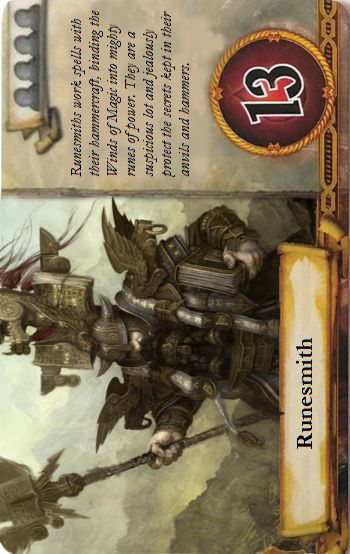 Runesmith
Runesmiths work spells with
their hammercraft, binding the
Winds of Magic into mighty
runes of power. They are a
suspicious lot and jealously
protect the secrets kept in their
anvils and hammers.
13